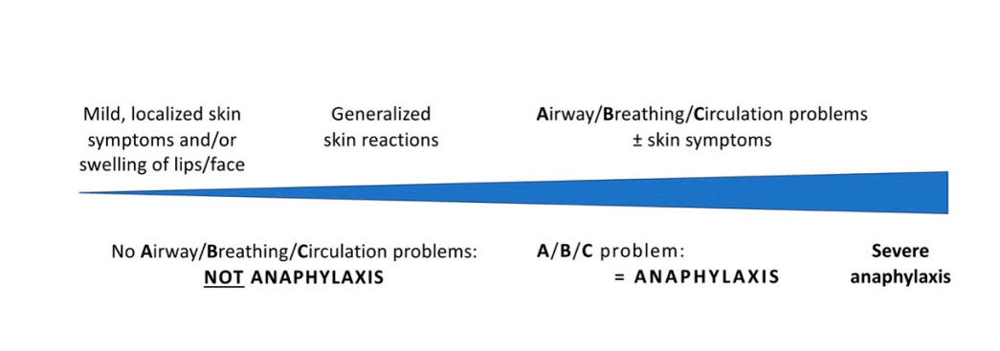 Mild, localized skin
symptoms and/or
swelling of lips/face
Generalized
skin reactions
Airway/Breathing/Circulation problems
± skin symptoms
No Airway/Breathing/Circulation problems:
NOT ANAPHYLAXIS
A/B/C problem:
= ANAPHYLAXIS
Severe
anaphylaxis